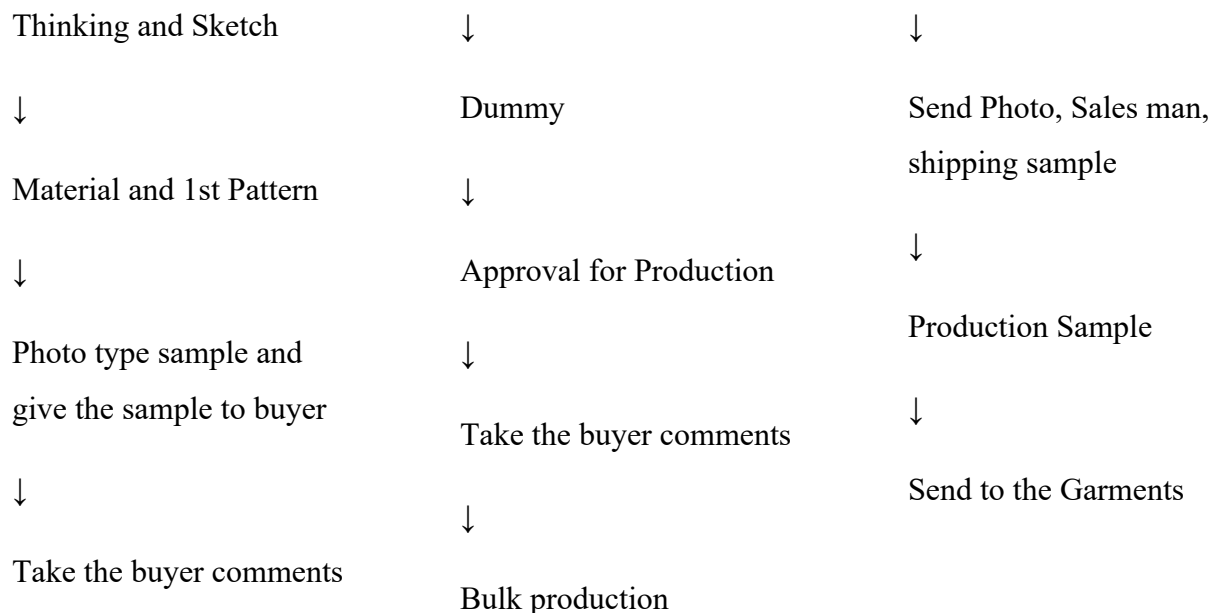 Thinking and Sketch
↓
Material and 1st Pattern
↓
Photo type sample and
give the sample to buyer
↓
Take the buyer comments
↓
Dummy
↓
Approval for Production
↓
Take the buyer comments
↓
Bulk production
↓
Send Photo, Sales man,
shipping sample
↓
Production Sample
↓
Send to the Garments